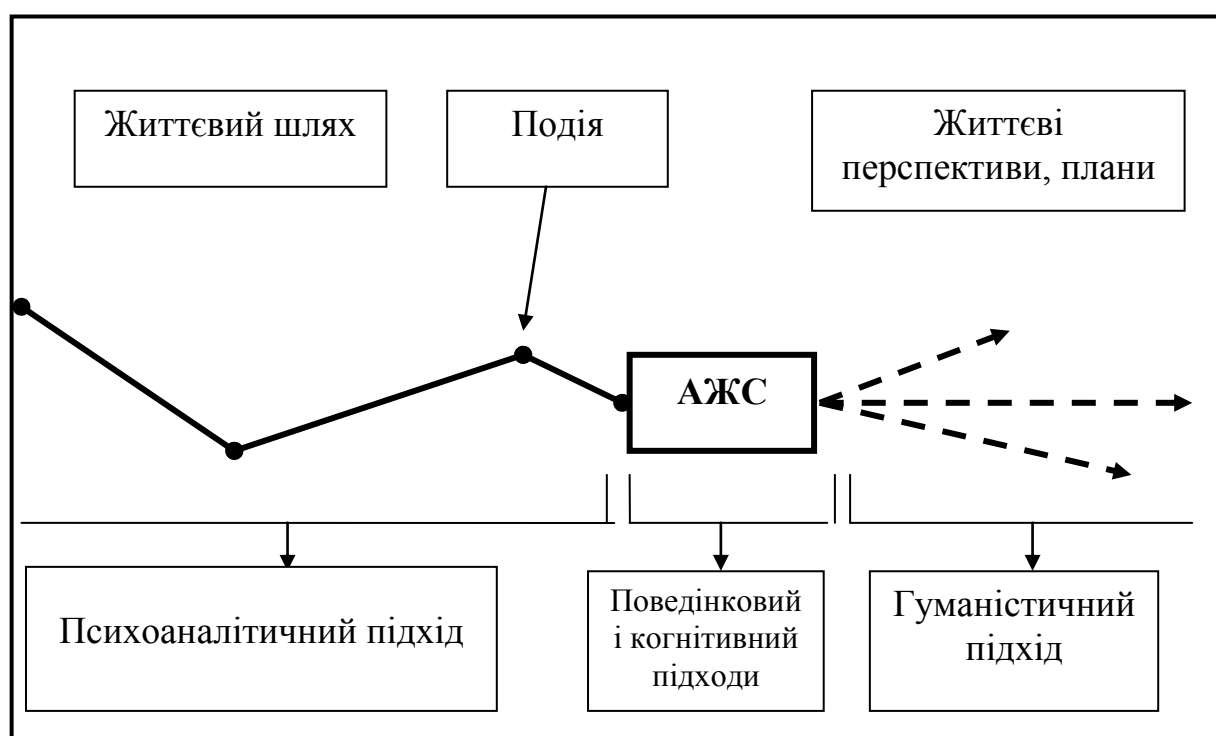 Життєвий шлях
Подія
Життєві
перспективи, плани
АЖС
Психоаналітичний підхід
Поведінковий
і когнітивний
підходи
Гуманістичний
підхід